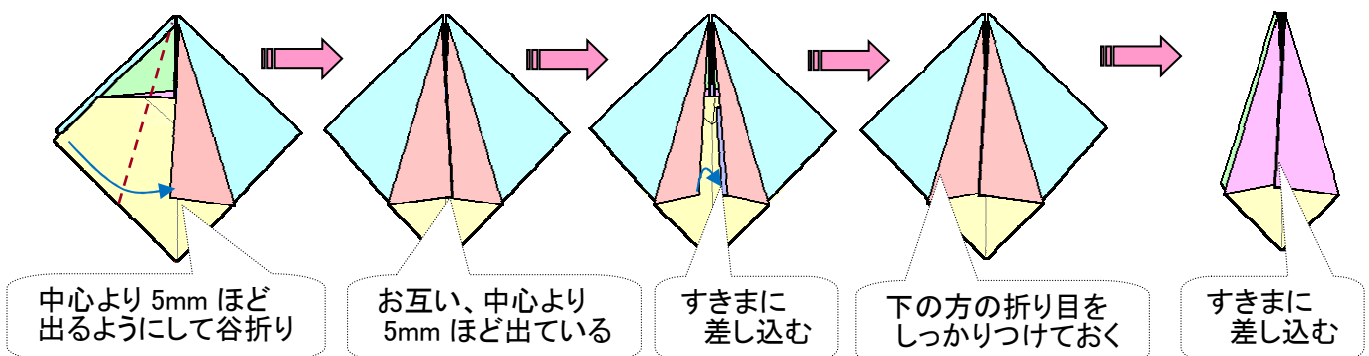 中心より 5mm ほど
出るようにして谷折り
お互い、中心より
5mm ほど出ている
すきまに
差し込む
下の方の折り目を
しっかりつけておく
すきまに
差し込む